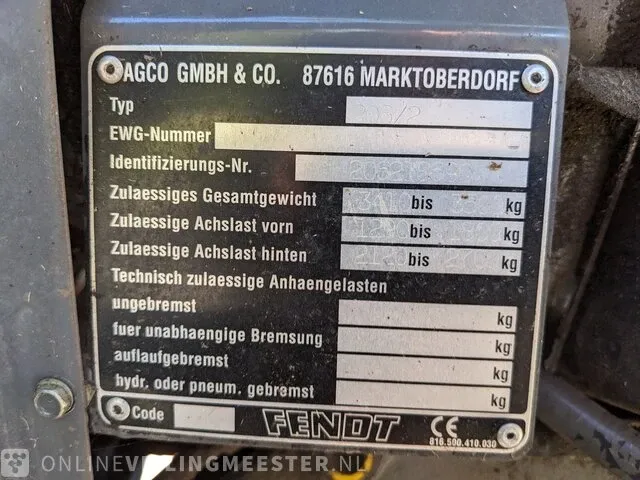 AGCO GMBH & CO. 87616 MARKTOBERDORF
Typ
EWG-Nummer
Identifizierungs-Nr.
Zulaessiges Gesamtgewicht bis kg
Zulaessige Achslast vorn bis kg
Zulaessige Achslast hinten bis kg
Technisch zulaessige Anhaengelasten
ungebremst kg
fuer unabhaengige Bremsung kg
auflaufgebremst kg
hydr. oder pneum. gebremst kg
Code FENDT CE
816.500.410.030
ONLINEVEILINGMEESTER.NL